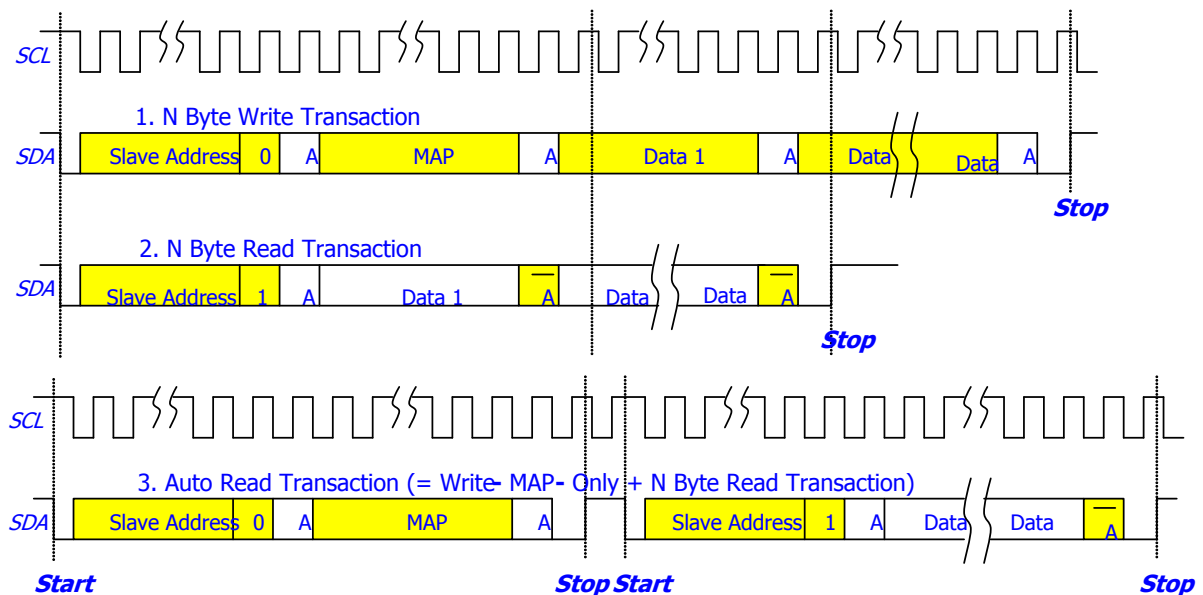 SCL
1. N Byte Write Transaction
SDA Slave Address 0 A MAP A Data 1 A Data Data A
Stop
2. N Byte Read Transaction
SDA Slave Address 1 A Data 1 A Data Data A
Stop
SCL
3. Auto Read Transaction (= Write- MAP- Only + N Byte Read Transaction)
SDA Slave Address 0 A MAP A Slave Address 1 A Data Data A
Start Stop Start Stop